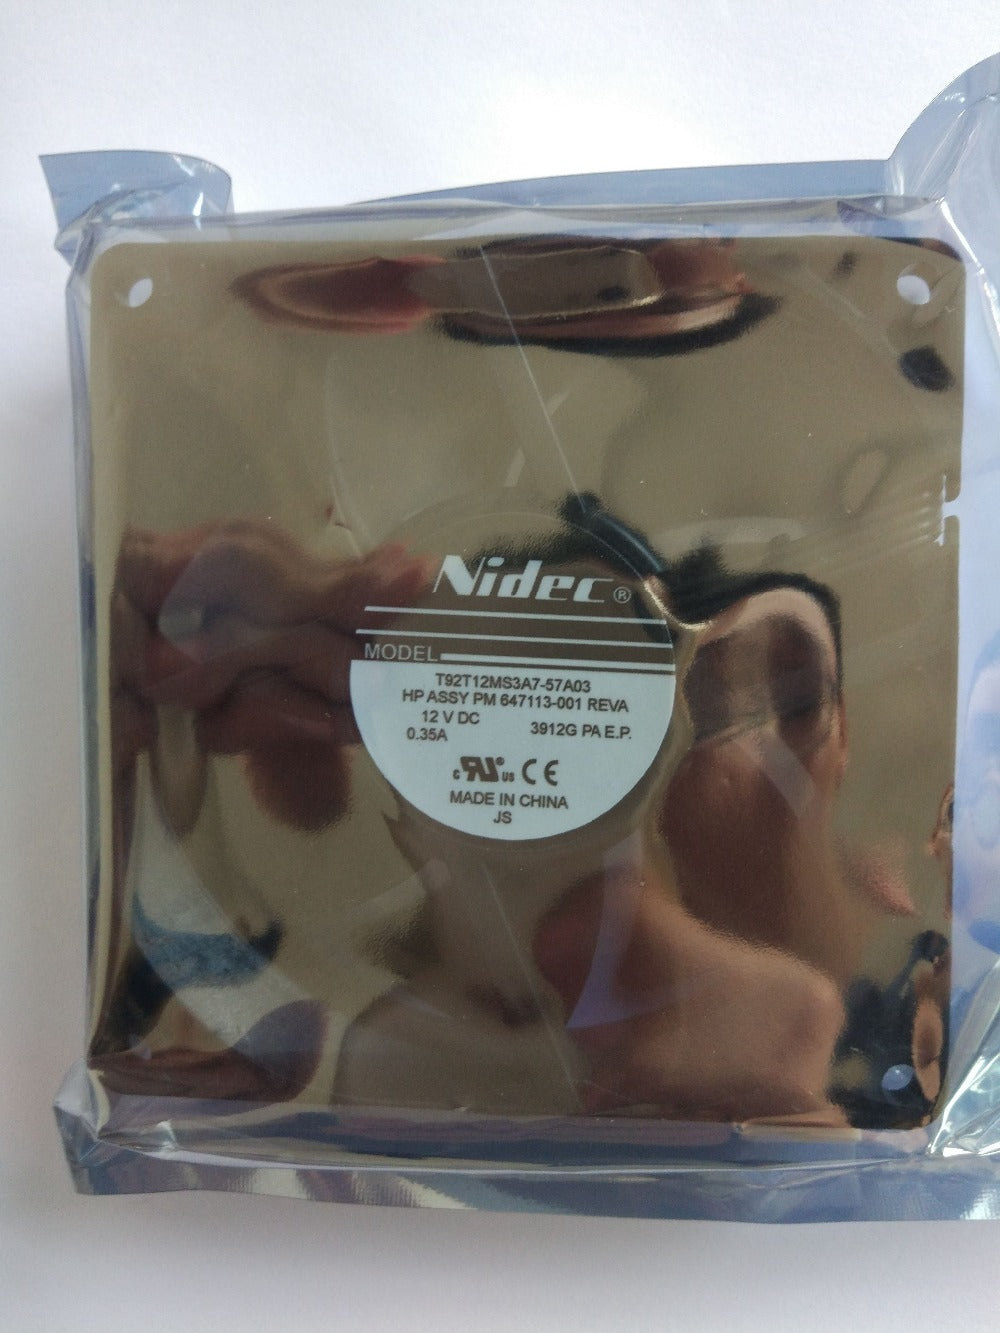 Nidec®
MODEL
T92T12MS3A7-57A03
HP ASSY PM 647113-001 REVA
12 V DC
0.35A
3912G PA E.P.
c RU us CE
MADE IN CHINA
JS